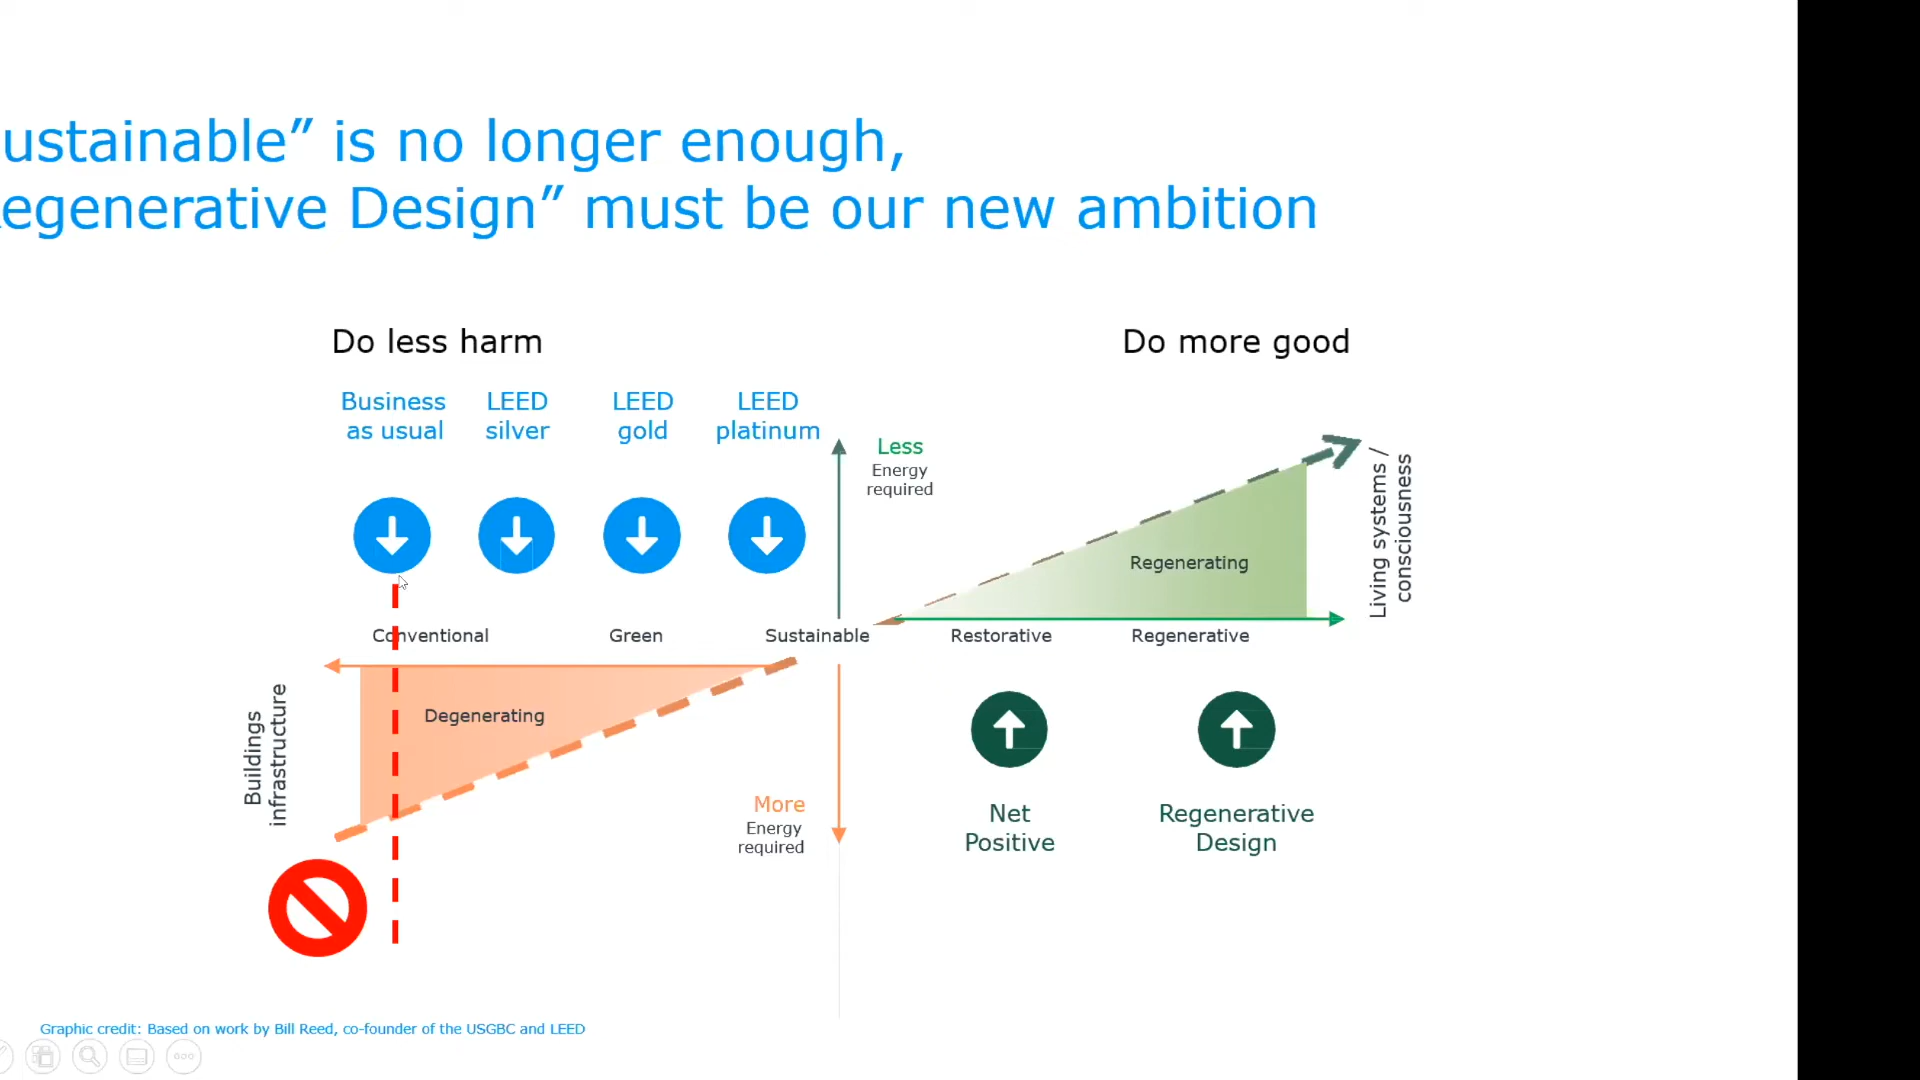 ustainable” is no longer enough,
egenerative Design” must be our new ambition
Do less harm
Do more good
Business
as usual
LEED
silver
LEED
gold
LEED
platinum
Less
Energy
required
Living systems /
consciousness
Regenerating
Conventional
Green
Sustainable
Restorative
Regenerative
Buildings
infrastructure
Degenerating
More
Energy
required
Net
Positive
Regenerative
Design
Graphic credit: Based on work by Bill Reed, co-founder of the USGBC and LEED